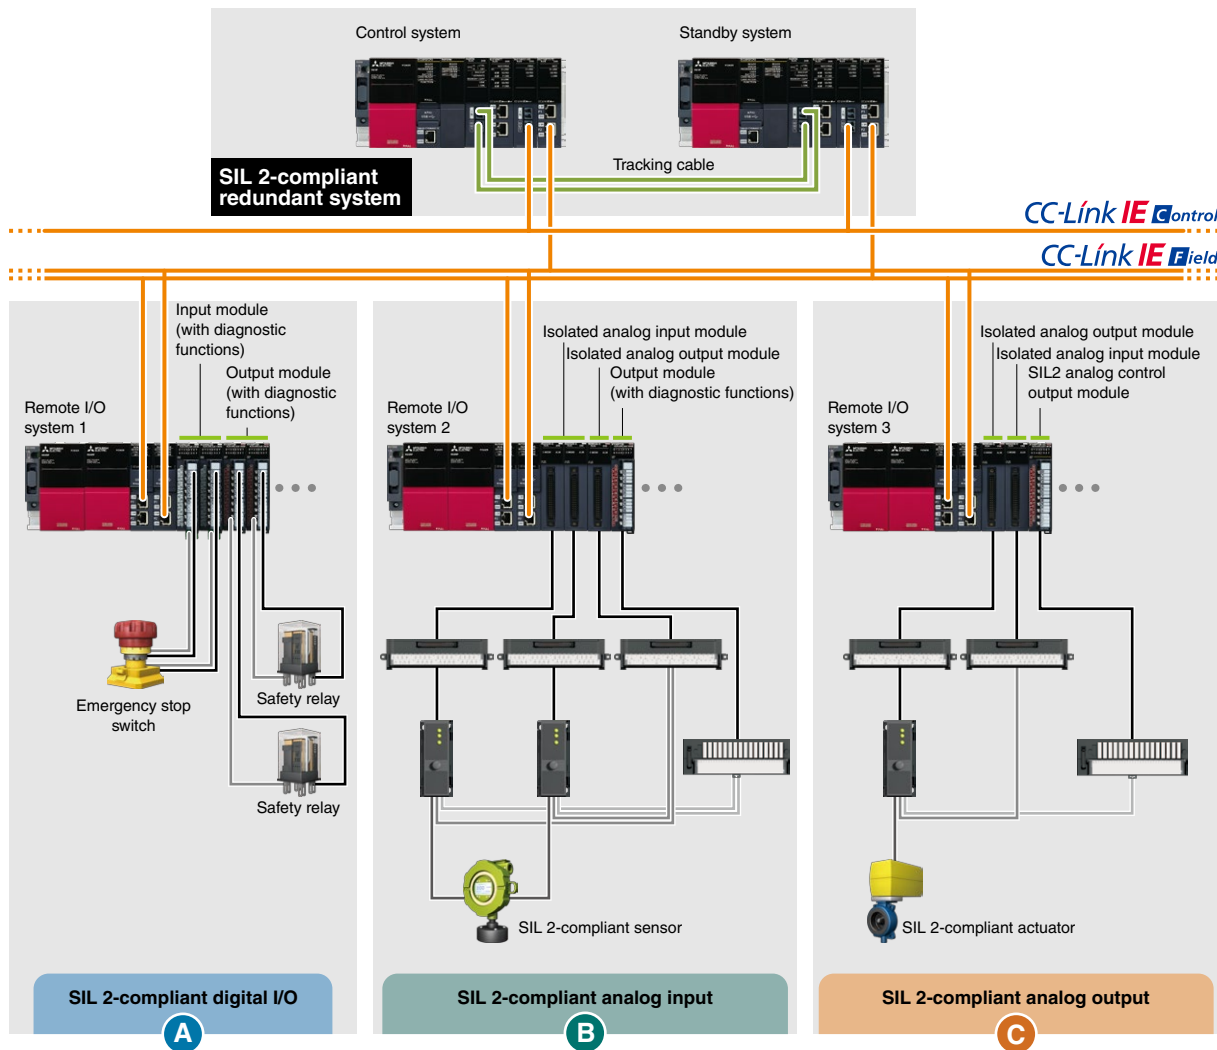 Control system
Standby system
Tracking cable
SIL 2-compliant
redundant system
CC-Link IE Control
CC-Link IE Field
Input module
(with diagnostic
functions)
Output module
(with diagnostic
functions)
Remote I/O
system 1
Emergency stop
switch
Safety relay
Safety relay
SIL 2-compliant digital I/O
A
Isolated analog input module
Isolated analog output module
Output module
(with diagnostic functions)
Remote I/O
system 2
SIL 2-compliant sensor
SIL 2-compliant analog input
B
Isolated analog output module
Isolated analog input module
SIL2 analog control
output module
Remote I/O
system 3
SIL 2-compliant actuator
SIL 2-compliant analog output
C